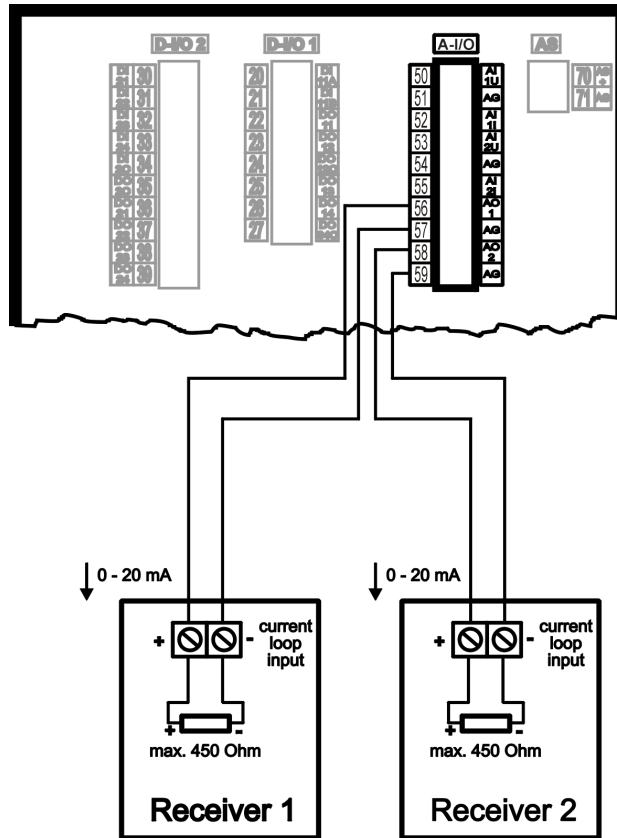 D-I/O 2
30
31
32
33
34
35
36
37
38
39
D-I/O 1
20
21
22
23
24
25
26
27
A-I/O
50 AI 1U
51 AG
52 AI 1I
53 AI 2U
54 AG
55 AI 2I
56 AO 1
57 AG
58 AO 2
59 AG
AS
70
71 AG
0 - 20 mA
+ -
current
loop
input
+ -
max. 450 Ohm
Receiver 1
0 - 20 mA
+ -
current
loop
input
+ -
max. 450 Ohm
Receiver 2